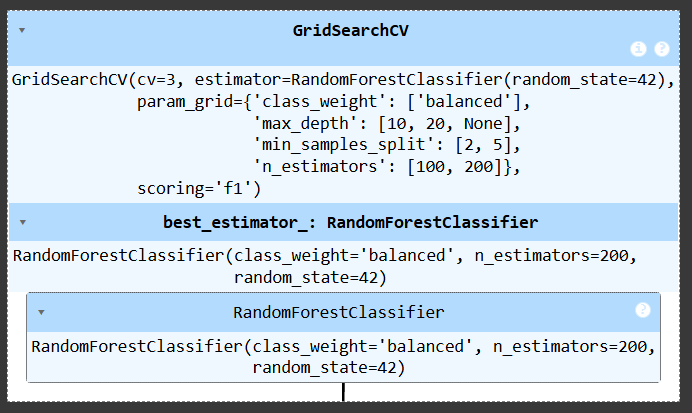 GridSearchCV
GridSearchCV(cv=3, estimator=RandomForestClassifier(random_state=42),
param_grid={'class_weight': ['balanced'],
'max_depth': [10, 20, None],
'min_samples_split': [2, 5],
'n_estimators': [100, 200]},
scoring='f1')
best_estimator_: RandomForestClassifier
RandomForestClassifier(class_weight='balanced', n_estimators=200,
random_state=42)
RandomForestClassifier
RandomForestClassifier(class_weight='balanced', n_estimators=200,
random_state=42)